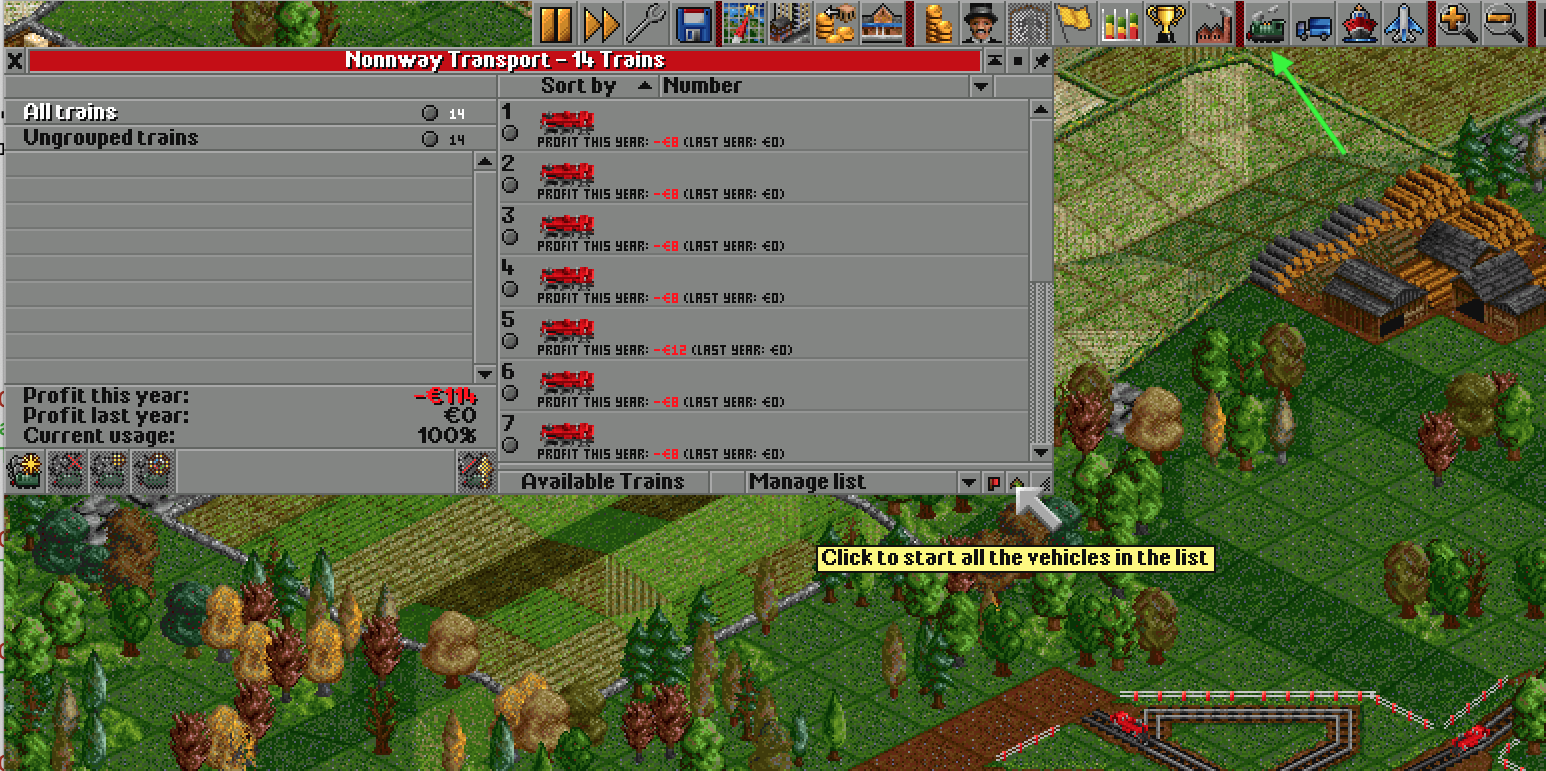 Nonnway Transport - 14 Trains
Sort by Number
All trains 14
Ungrouped trains 14
1
PROFIT THIS YEAR: -€8 (LAST YEAR: €0)
2
PROFIT THIS YEAR: -€8 (LAST YEAR: €0)
3
PROFIT THIS YEAR: -€8 (LAST YEAR: €0)
4
PROFIT THIS YEAR: -€8 (LAST YEAR: €0)
5
PROFIT THIS YEAR: -€12 (LAST YEAR: €0)
6
PROFIT THIS YEAR: -€8 (LAST YEAR: €0)
7
PROFIT THIS YEAR: -€8 (LAST YEAR: €0)
Profit this year: -€114
Profit last year: €0
Current usage: 100%
Available Trains Manage list
Click to start all the vehicles in the list